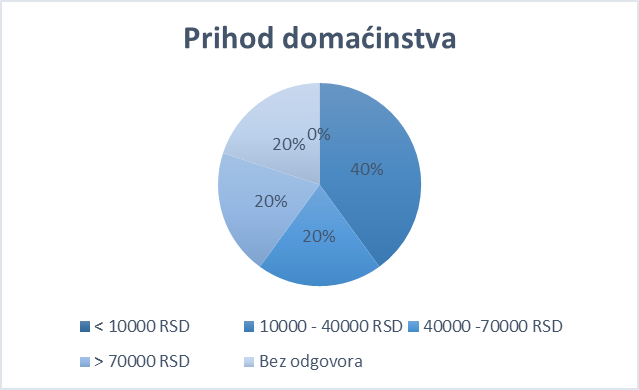 Prihod domaćinstva
0%
20%
40%
20%
20%
< 10000 RSD
10000 - 40000 RSD
40000 -70000 RSD
> 70000 RSD
Bez odgovora